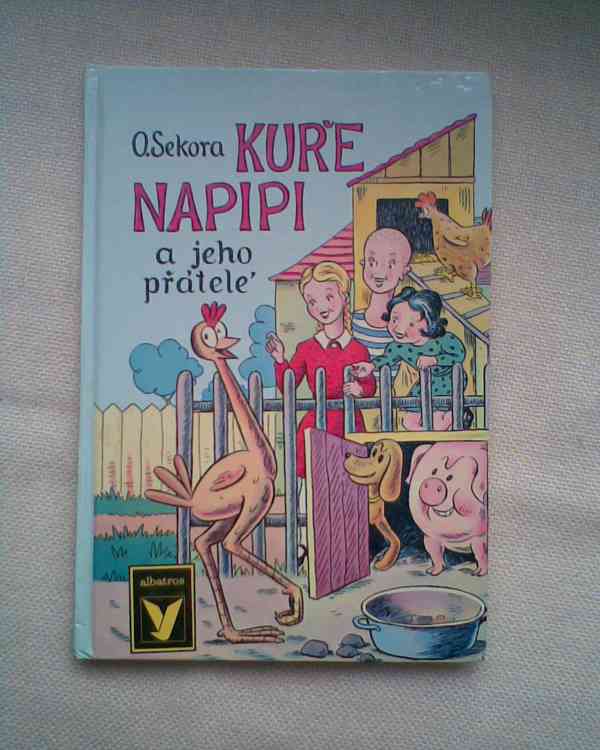 O.Sekora KUŘE
NAPIPI
a jeho
přátelé
albatros